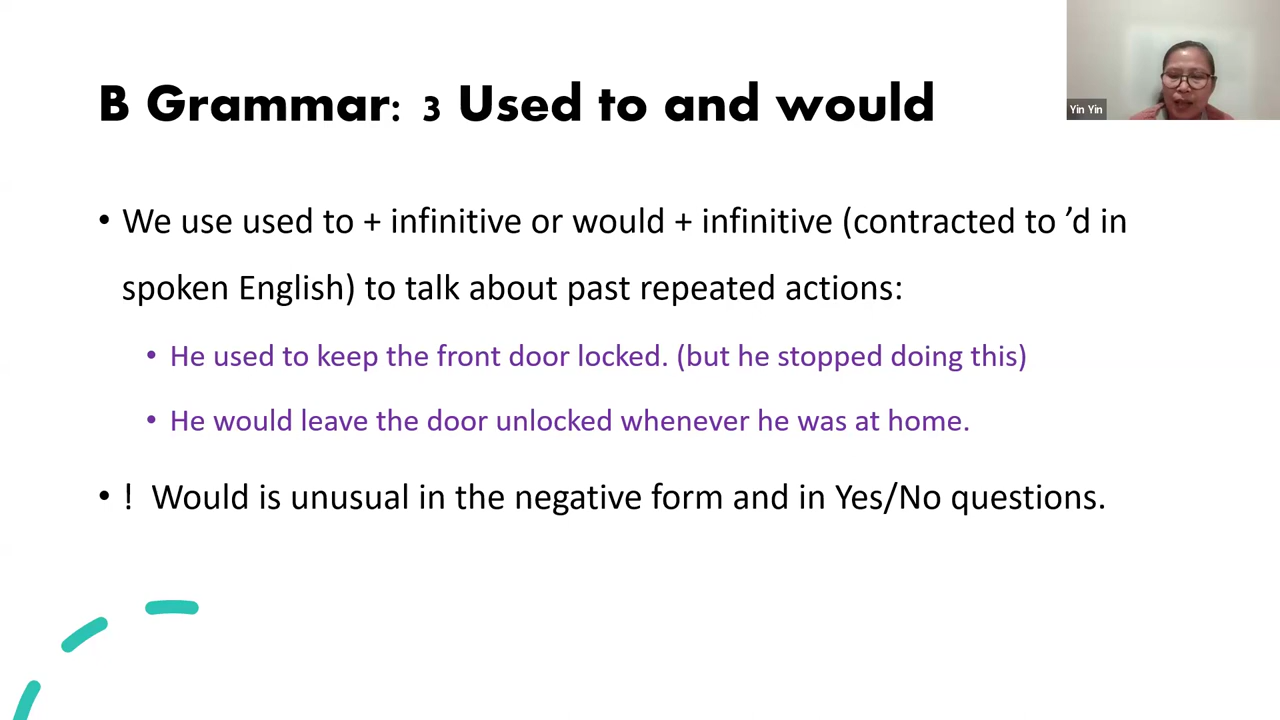 B Grammar: 3 Used to and would
Yin Yin
• We use used to + infinitive or would + infinitive (contracted to ’d in
spoken English) to talk about past repeated actions:
• He used to keep the front door locked. (but he stopped doing this)
• He would leave the door unlocked whenever he was at home.
• ! Would is unusual in the negative form and in Yes/No questions.